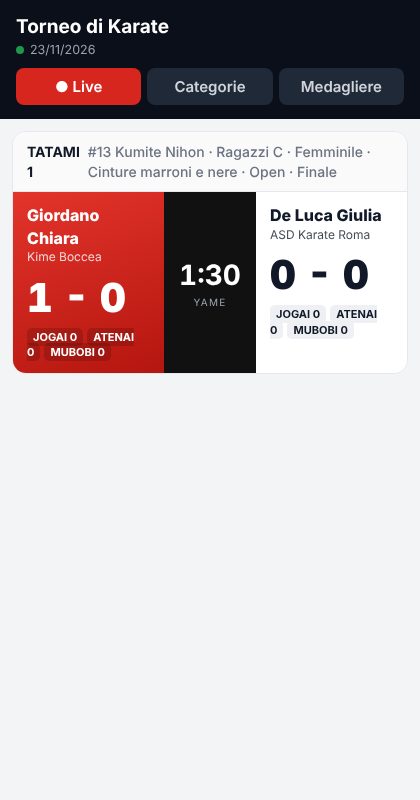 Torneo di Karate
23/11/2026
Live
Categorie
Medagliere
TATAMI 1
#13 Kumite Nihon · Ragazzi C · Femminile ·
Cinture marroni e nere · Open · Finale
Giordano
Chiara
Kime Boccea
1 - 0
JOGAI 0 ATENAI
0 MUBOBI 0
1:30
YAME
De Luca Giulia
ASD Karate Roma
0 - 0
JOGAI 0 ATENAI
0 MUBOBI 0